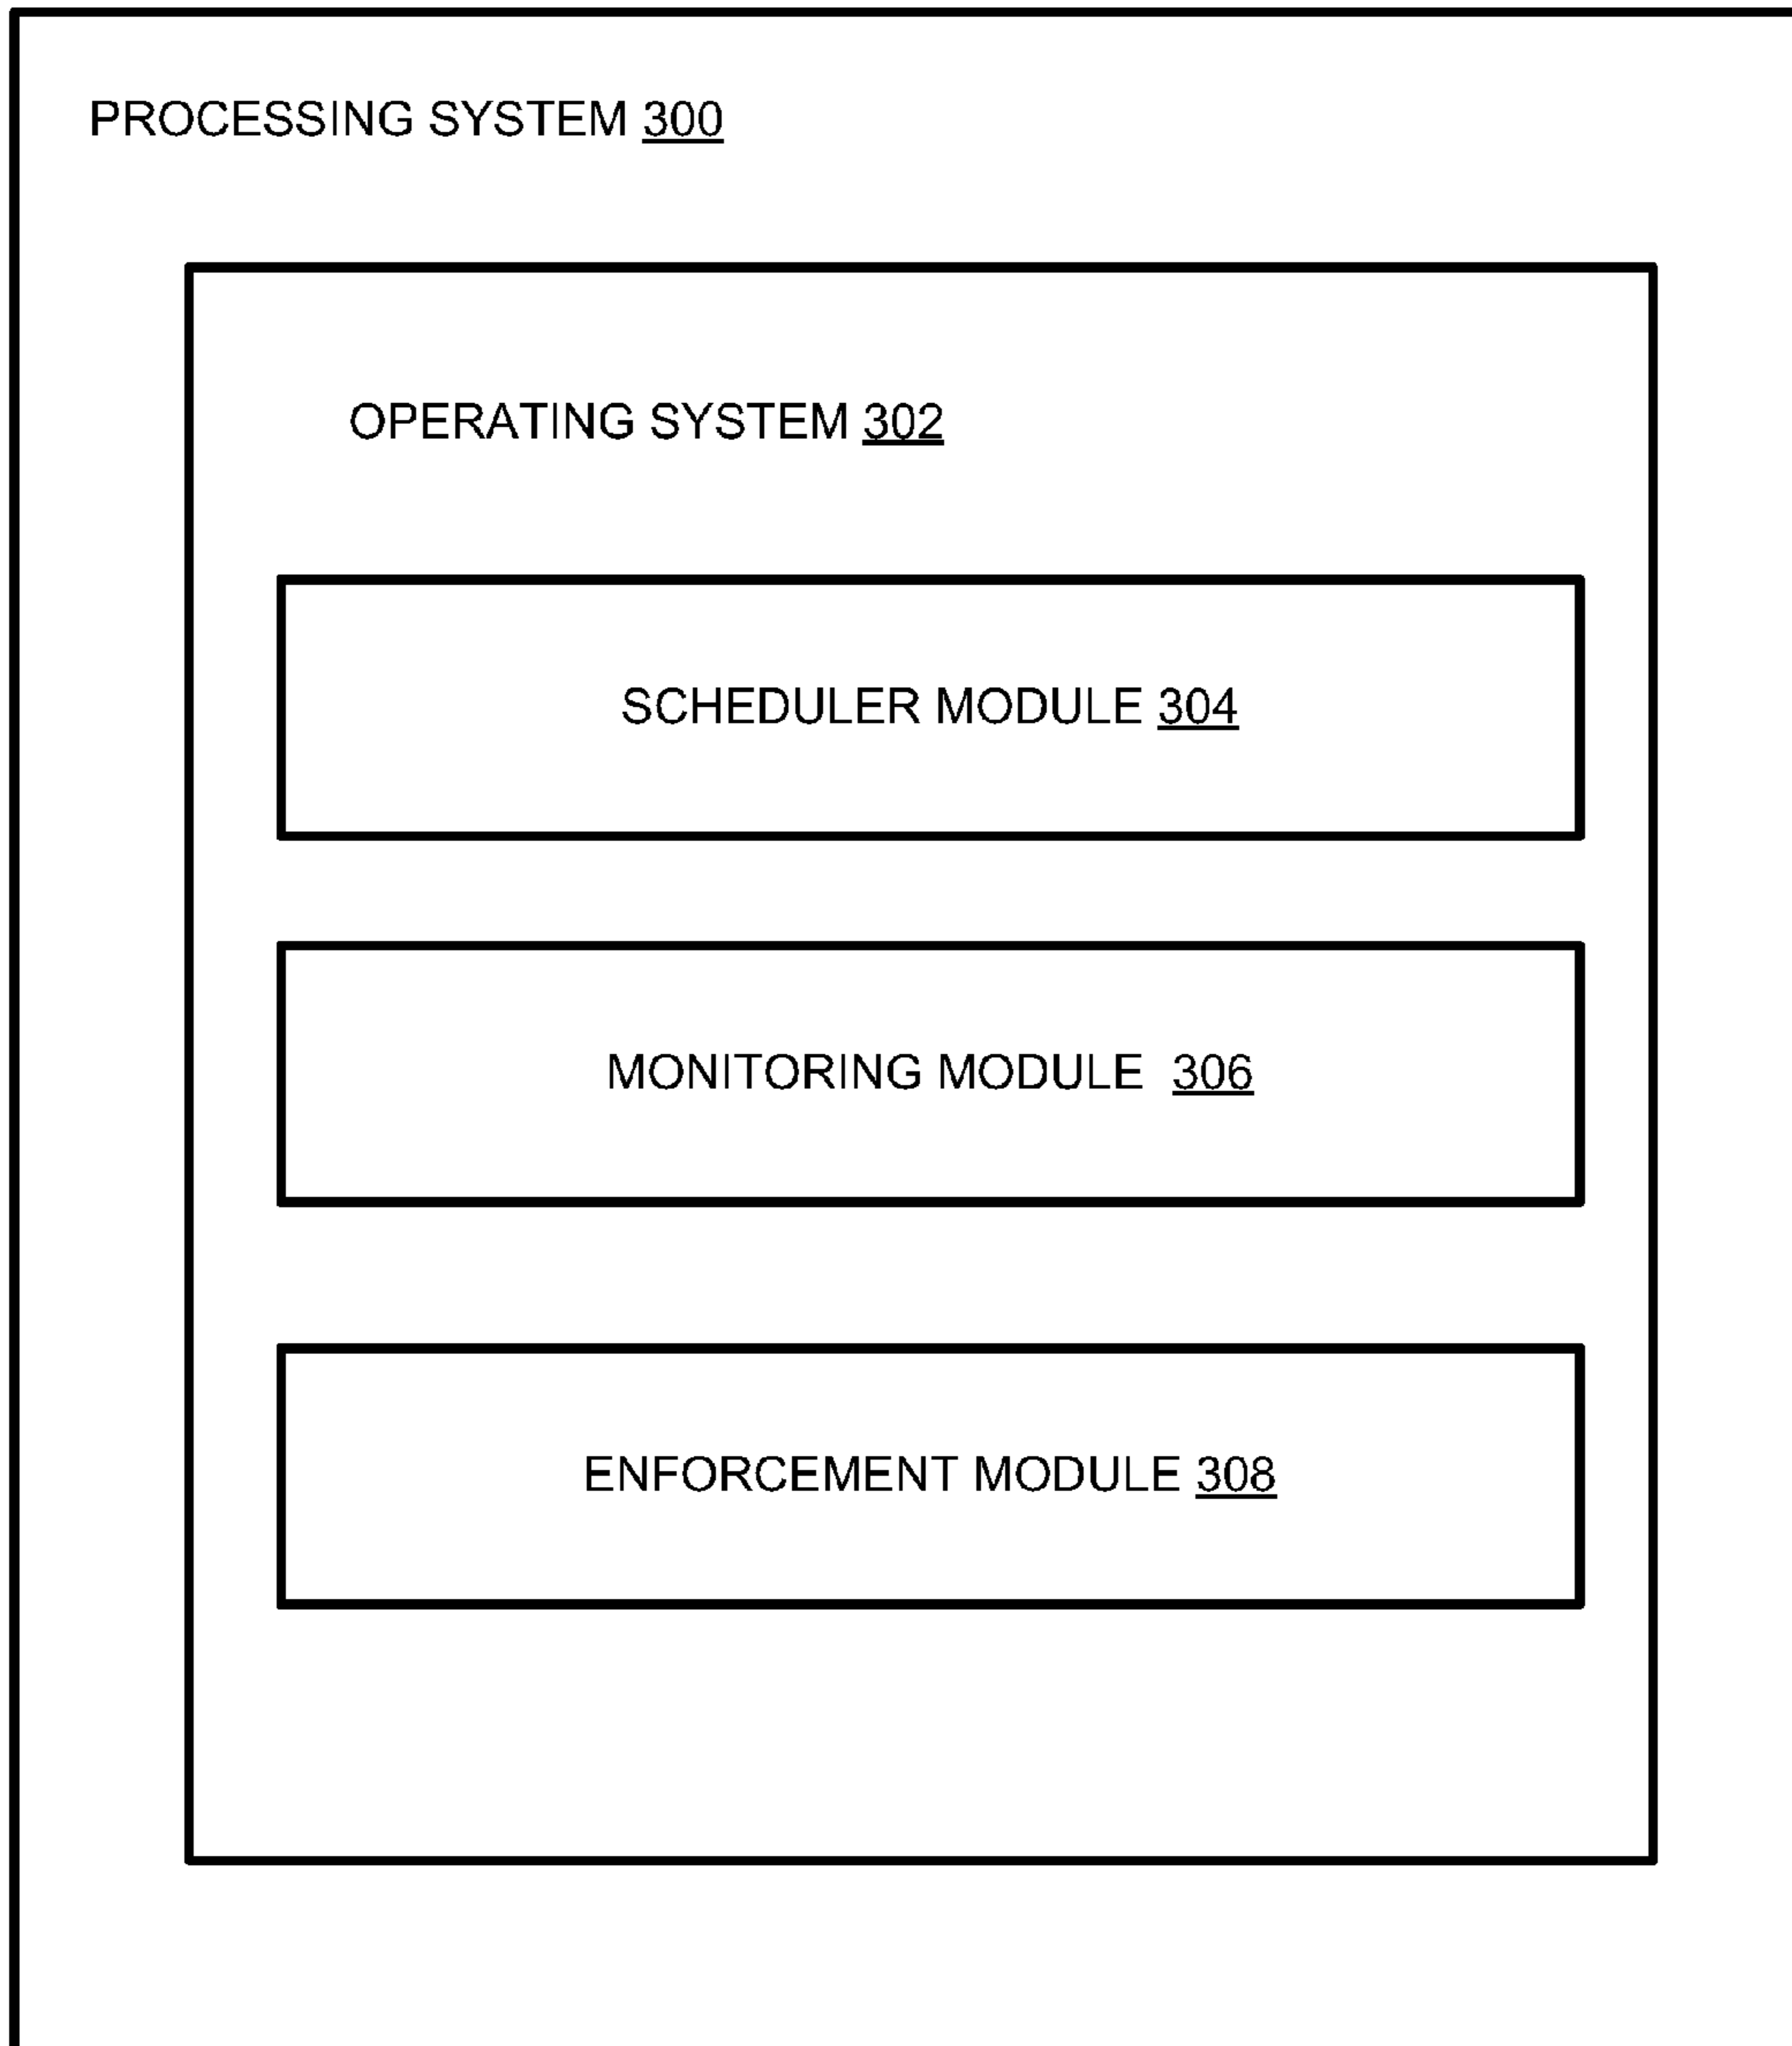 PROCESSING SYSTEM 300
OPERATING SYSTEM 302
SCHEDULER MODULE 304
MONITORING MODULE 306
ENFORCEMENT MODULE 308